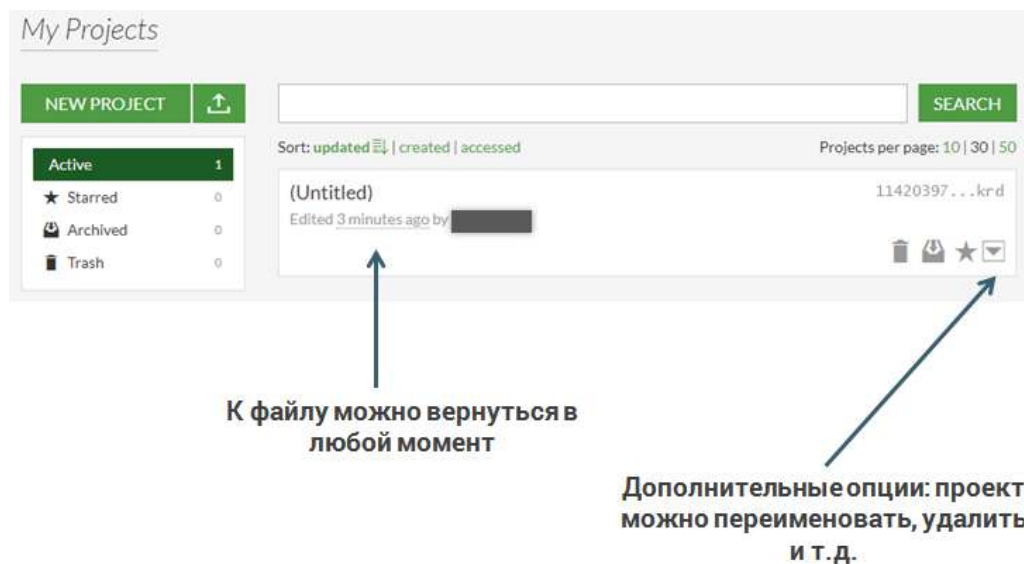 My Projects
NEW PROJECT
SEARCH
Sort: updated | created | accessed
Projects per page: 10 | 30 | 50
Active 1
Starred 0
Archived 0
Trash 0
(Untitled)
11420397...krd
Edited 3 minutes ago by
К файлу можно вернуться в
любой момент
Дополнительные опции: проект
можно переименовать, удалить
и т.д.